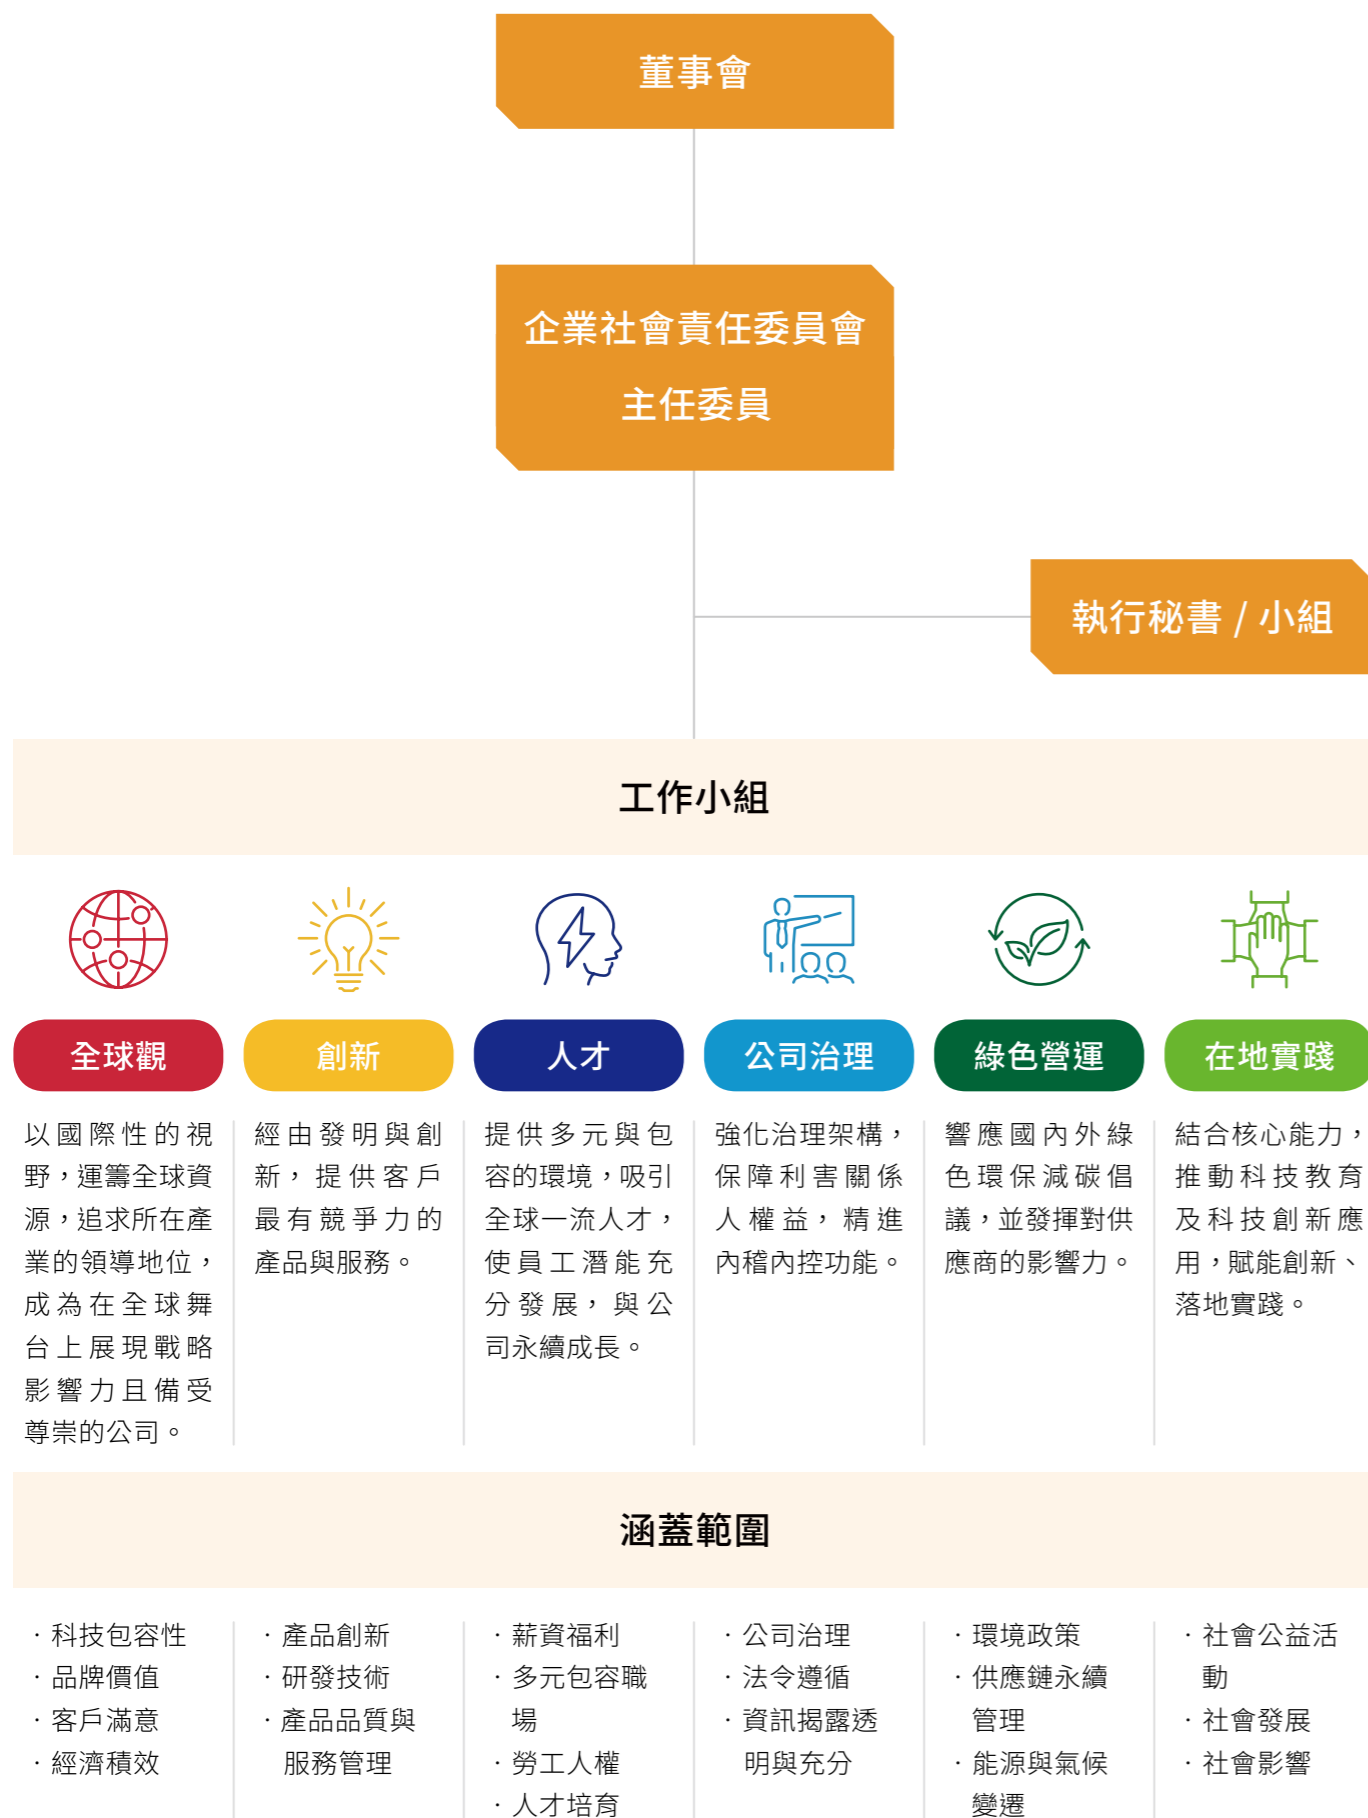 董事會
企業社會責任委員會
主任委員
執行秘書 / 小組
工作小組
全球觀
以國際性的視
野，運籌全球資
源，追求所在產
業的領導地位，
成為在全球舞
台上展現戰略
影響力且備受
尊崇的公司。
創新
經由發明與創
新，提供客戶
最有競爭力的
產品與服務。
人才
提供多元與包
容的環境，吸引
全球一流人才，
使員工潛能充
分發展，與公
司永續成長。
公司治理
強化治理架構，
保障利害關係
人權益，精進
內稽內控功能。
綠色營運
響應國內外綠
色環保減碳倡
議，並發揮對供
應商的影響力。
在地實踐
結合核心能力，
推動科技教育
及科技創新應
用，賦能創新、
落地實踐。
涵蓋範圍
· 科技包容性
· 品牌價值
· 客戶滿意
· 經濟積效
· 產品創新
· 研發技術
· 產品品質與
服務管理
· 薪資福利
· 多元包容職
場
· 勞工人權
· 人才培育
· 公司治理
· 法令遵循
· 資訊揭露透
明與充分
· 環境政策
· 供應鏈永續
管理
· 能源與氣候
變遷
· 社會公益活
動
· 社會發展
· 社會影響